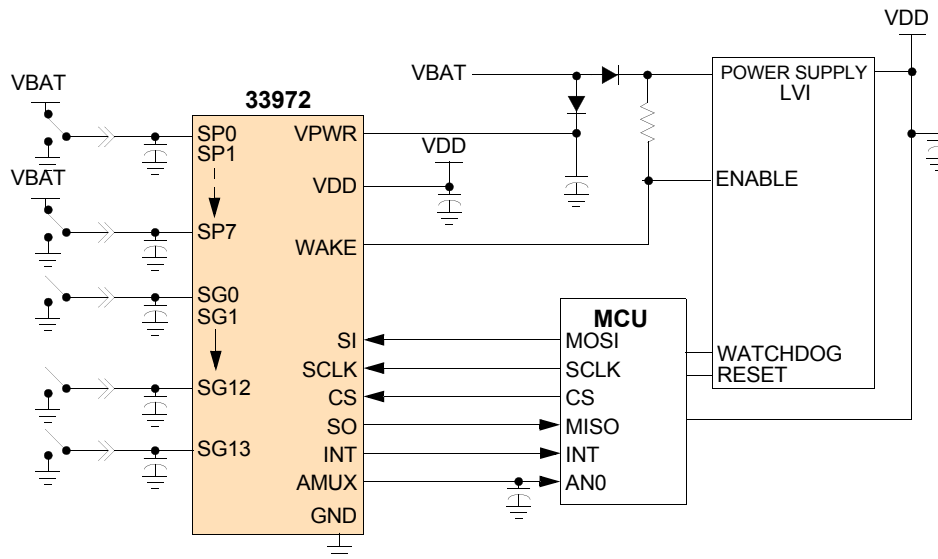 VDD
VBAT
POWER SUPPLY
LVI
VBAT
33972
SP0
SP1
VPWR
VDD
VDD
ENABLE
VBAT
SP7
WAKE
SG0
SG1
MCU
SI
MOSI
WATCHDOG
SCLK
SCLK
RESET
SG12
CS
CS
SO
MISO
SG13
INT
INT
AMUX
AN0
GND